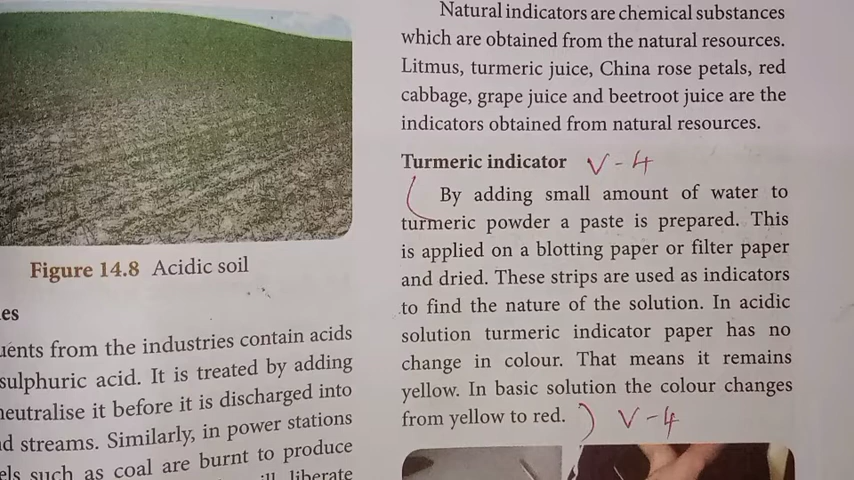 Figure 14.8 Acidic soil
es
uents from the industries contain acids
sulphuric acid. It is treated by adding
neutralise it before it is discharged into
d streams. Similarly, in power stations
els such as coal are burnt to produce
liberate
Natural indicators are chemical substances
which are obtained from the natural resources.
Litmus, turmeric juice, China rose petals, red
cabbage, grape juice and beetroot juice are the
indicators obtained from natural resources.
Turmeric indicator V-4
By adding small amount of water to
turmeric powder a paste is prepared. This
is applied on a blotting paper or filter paper
and dried. These strips are used as indicators
to find the nature of the solution. In acidic
solution turmeric indicator paper has no
change in colour. That means it remains
yellow. In basic solution the colour changes
from yellow to red. ) V-4